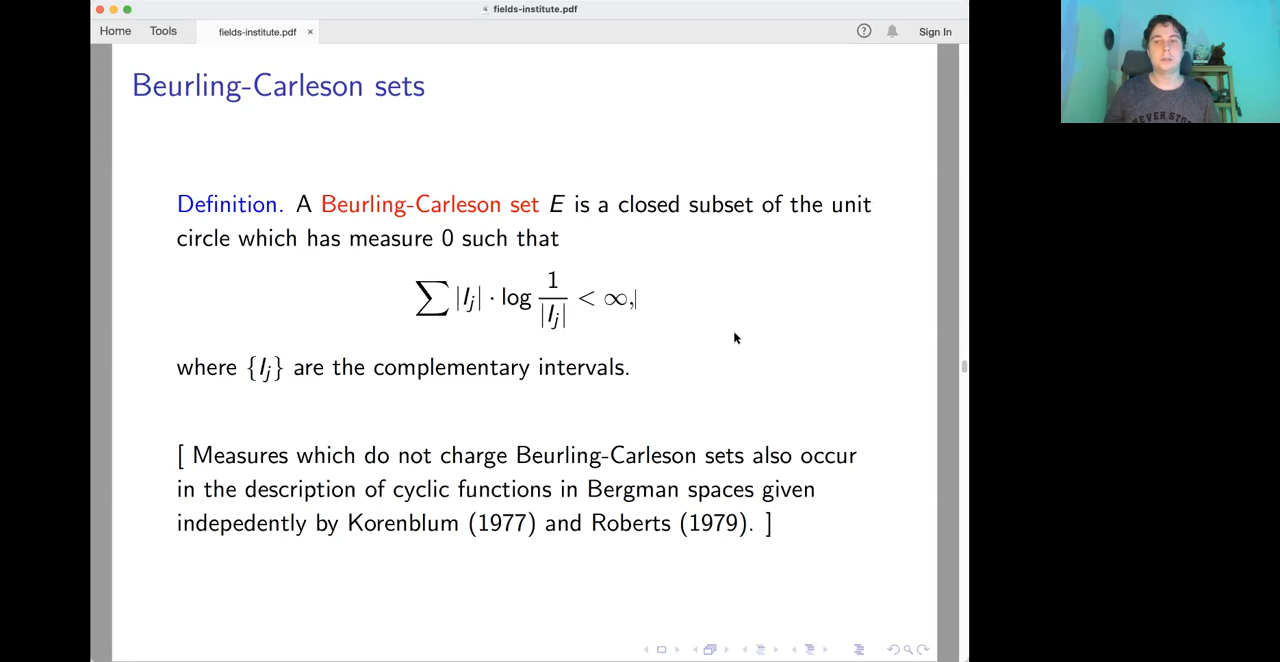 fields-institute.pdf
Home Tools fields-institute.pdf × Sign In
Beurling-Carleson sets
Definition. A Beurling-Carleson set E is a closed subset of the unit
circle which has measure 0 such that
∑ |I_j| · log 1/|I_j| < ∞,
where {I_j} are the complementary intervals.
[ Measures which do not charge Beurling-Carleson sets also occur
in the description of cyclic functions in Bergman spaces given
indepedently by Korenblum (1977) and Roberts (1979). ]
EVER STO